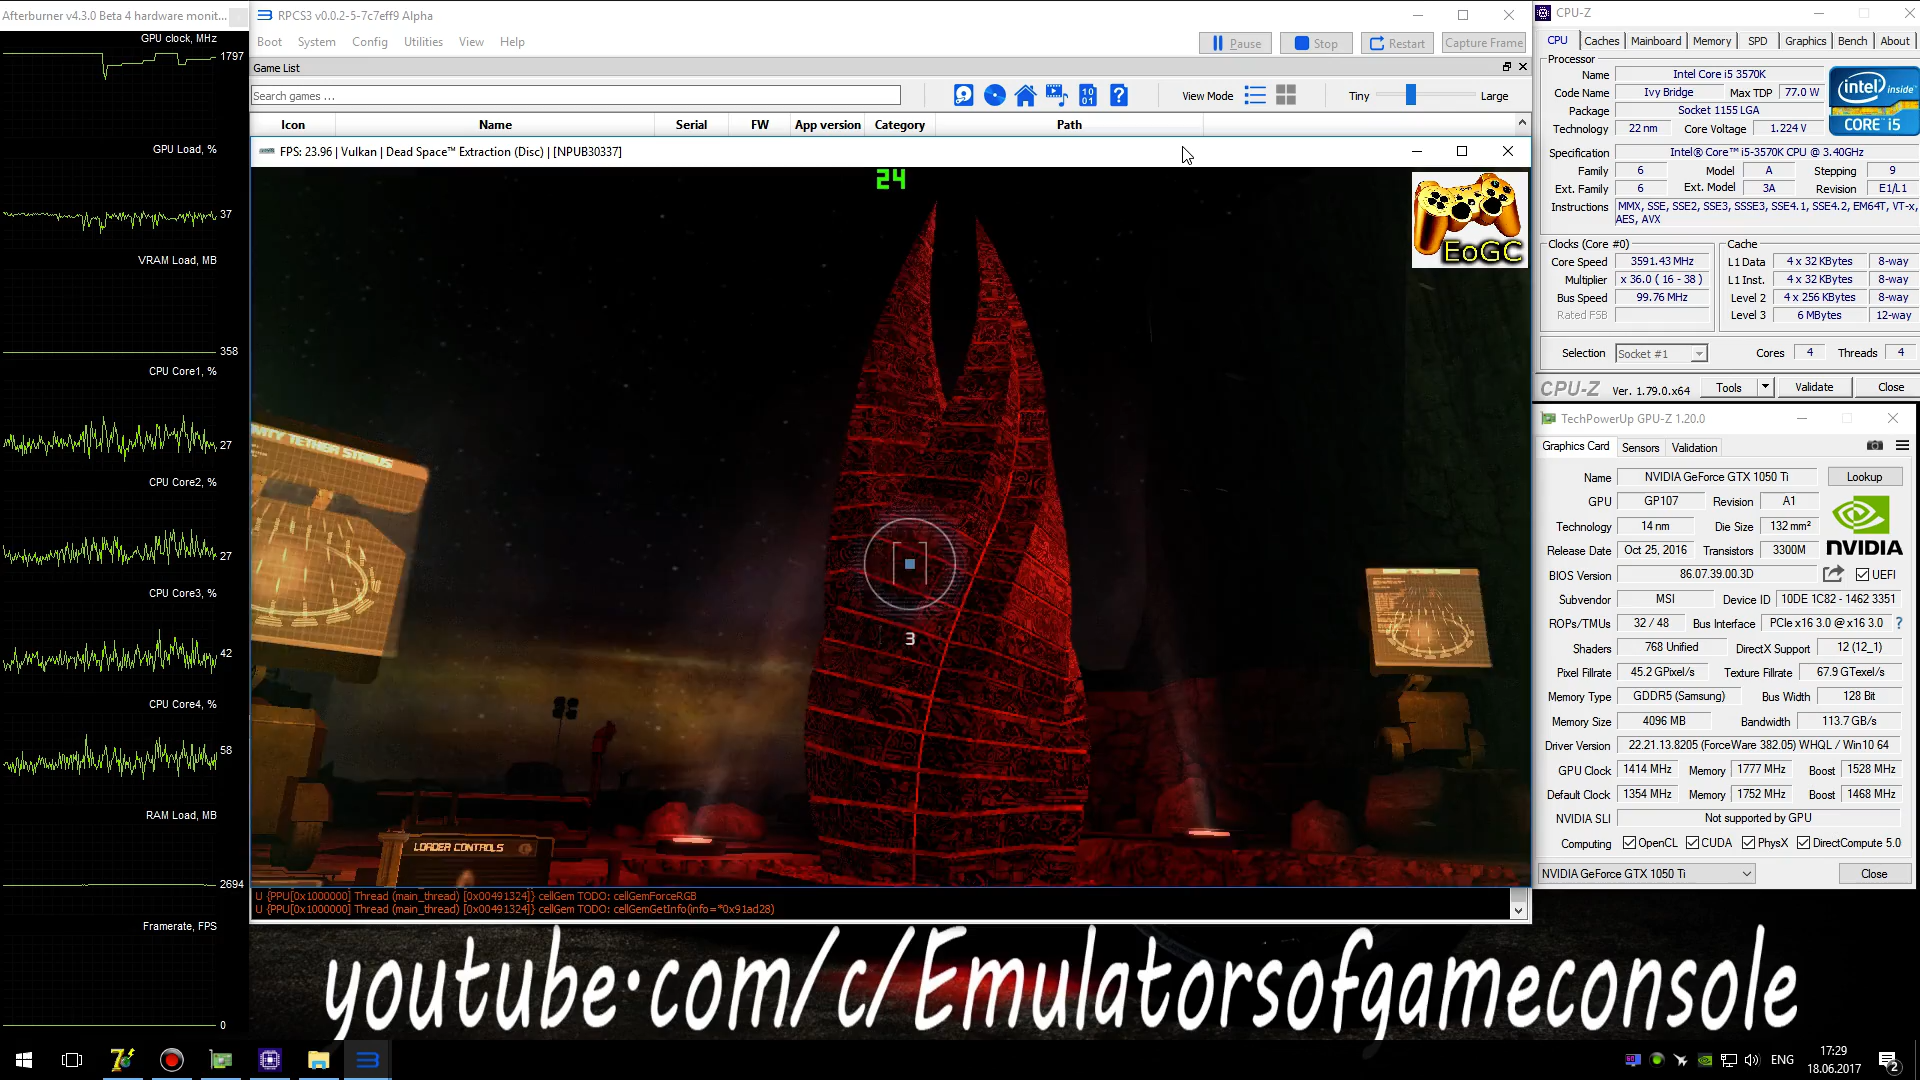 Afterburner v4.3.0 Beta 4 hardware monit...
GPU clock, MHz
1797
GPU Load, %
37
VRAM Load, MB
358
CPU Core1, %
27
CPU Core2, %
27
CPU Core3, %
42
CPU Core4, %
58
RAM Load, MB
2694
Framerate, FPS
0
RPCS3 v0.0.2-5-7c7eff9 Alpha
Boot System Config Utilities View Help
Pause Stop Restart Capture Frame
Game List
Search games ...
View Mode Tiny Large
Icon Name Serial FW App version Category Path
FPS: 23.96 | Vulkan | Dead Space™ Extraction (Disc) | [NPUB30337]
24
EoGC
TETHER STATUS
3
LOADER CONTROLS
U {PPU[0x1000000] Thread (main_thread) [0x00491324]} cellGem TODO: cellGemForceRGB
U {PPU[0x1000000] Thread (main_thread) [0x00491324]} cellGem TODO: cellGemGetInfo(info=*0x91ad28)
youtube.com/c/Emulatorsofgameconsole
CPU-Z
CPU Caches Mainboard Memory SPD Graphics Bench About
Processor
Name Intel Core i5 3570K
Code Name Ivy Bridge Max TDP 77.0 W
Package Socket 1155 LGA
Technology 22 nm Core Voltage 1.224 V
intel inside™
CORE i5
Specification Intel® Core™ i5-3570K CPU @ 3.40GHz
Family 6 Model A Stepping 9
Ext. Family 6 Ext. Model 3A Revision E1/L1
Instructions MMX, SSE, SSE2, SSE3, SSSE3, SSE4.1, SSE4.2, EM64T, VT-x,
AES, AVX
Clocks (Core #0)
Core Speed 3591.43 MHz
Multiplier x 36.0 ( 16 - 38 )
Bus Speed 99.76 MHz
Rated FSB
Cache
L1 Data 4 x 32 KBytes 8-way
L1 Inst. 4 x 32 KBytes 8-way
Level 2 4 x 256 KBytes 8-way
Level 3 6 MBytes 12-way
Selection Socket #1 Cores 4 Threads 4
CPU-Z Ver. 1.79.0.x64 Tools Validate Close
TechPowerUp GPU-Z 1.20.0
Graphics Card Sensors Validation
Name NVIDIA GeForce GTX 1050 Ti Lookup
GPU GP107 Revision A1
Technology 14 nm Die Size 132 mm²
Release Date Oct 25, 2016 Transistors 3300M
NVIDIA
BIOS Version 86.07.39.00.3D UEFI
Subvendor MSI Device ID 10DE 1C82 - 1462 3351
ROPs/TMUs 32 / 48 Bus Interface PCIe x16 3.0 @ x16 3.0 ?
Shaders 768 Unified DirectX Support 12 (12_1)
Pixel Fillrate 45.2 GPixel/s Texture Fillrate 67.9 GTexel/s
Memory Type GDDR5 (Samsung) Bus Width 128 Bit
Memory Size 4096 MB Bandwidth 113.7 GB/s
Driver Version 22.21.13.8205 (ForceWare 382.05) WHQL / Win10 64
GPU Clock 1414 MHz Memory 1777 MHz Boost 1528 MHz
Default Clock 1354 MHz Memory 1752 MHz Boost 1468 MHz
NVIDIA SLI Not supported by GPU
Computing OpenCL CUDA PhysX DirectCompute 5.0
NVIDIA GeForce GTX 1050 Ti Close
ENG
17:29
18.06.2017
2